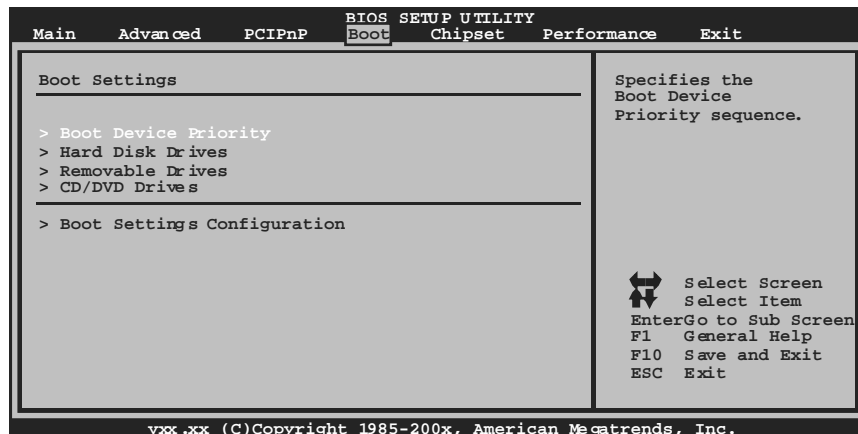 BIOS SETUP UTILITY
Main Advanced PCIPnP Boot Chipset Performance Exit
Boot Settings
> Boot Device Priority
> Hard Disk Drives
> Removable Drives
> CD/DVD Drives
> Boot Settings Configuration
Specifies the
Boot Device
Priority sequence.
Select Screen
Select Item
EnterGo to Sub Screen
F1 General Help
F10 Save and Exit
ESC Exit
vxx.xx (C)Copyright 1985-200x, American Megatrends, Inc.